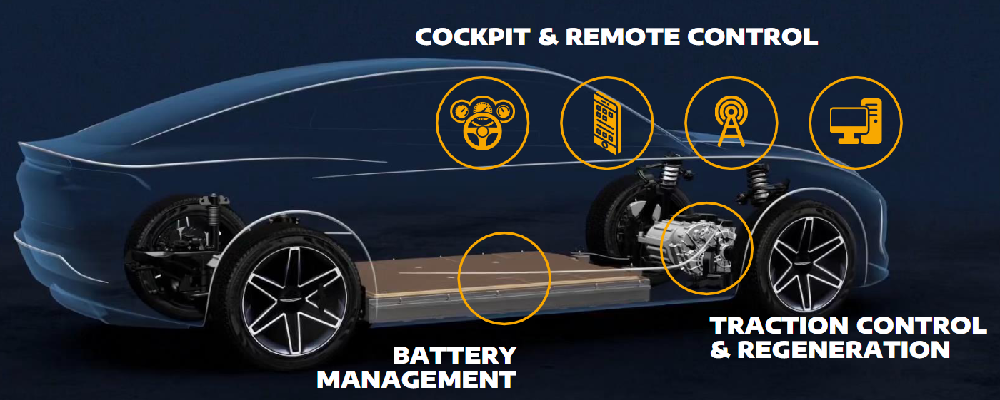 COCKPIT & REMOTE CONTROL
BATTERY
MANAGEMENT
TRACTION CONTROL
& REGENERATION